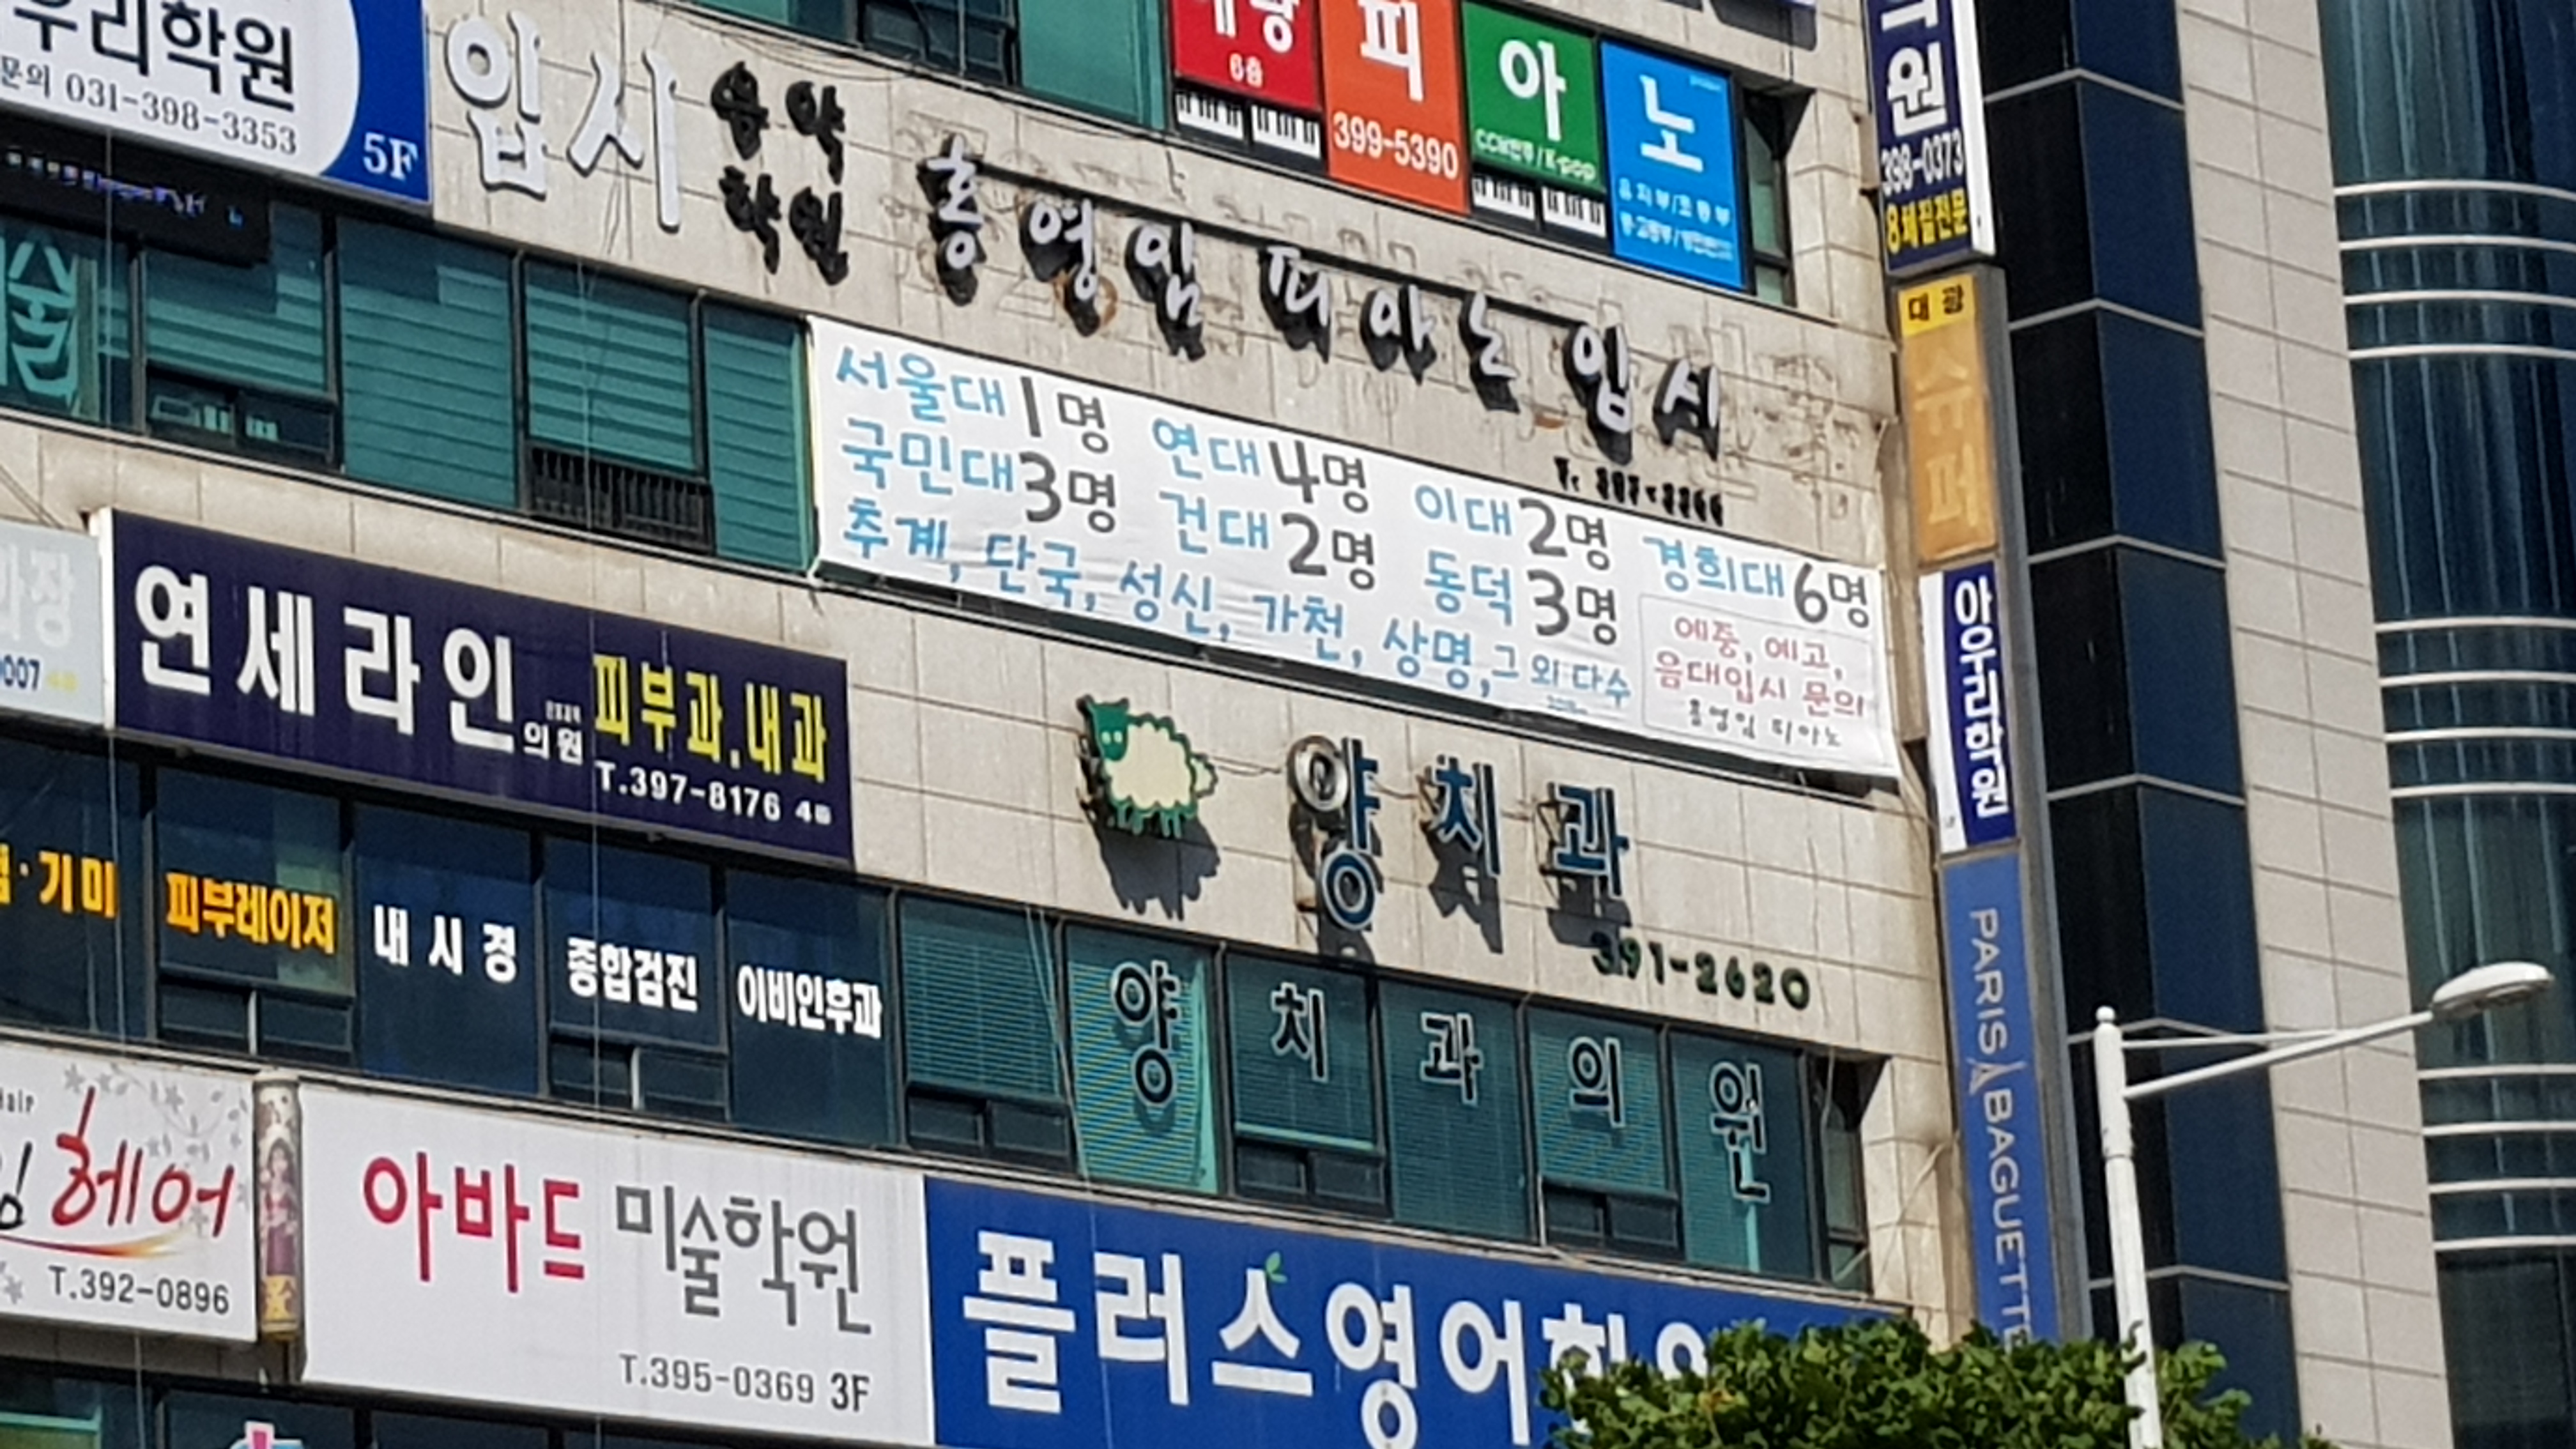 우리학원
문의 031-398-3353
5F
입시
음악
학원
홍영임 피아노 입시
6층
피아노
399-5390
원
398-0373
8체질전문
대광
슈퍼
아우리학원
PARIS BAGUETTE
서울대 1명 연대 4명 이대 2명 경희대 6명
국민대 3명 건대 2명 동덕 3명
추계, 단국, 성신, 가천, 상명, 그 외 다수
예중, 예고,
음대입시 문의
홍영임 피아노
연세라인 의원 피부과.내과
T.397-8176
기미
피부레이저
내시경
종합검진
이비인후과
양치과
391-2620
양치과의원
헤어
T.392-0896
아바드 미술학원
T.395-0369 3F
플러스영어학원